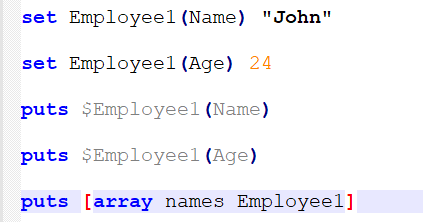 set Employee1(Name) "John"
set Employee1(Age) 24
puts $Employee1(Name)
puts $Employee1(Age)
puts [array names Employee1]